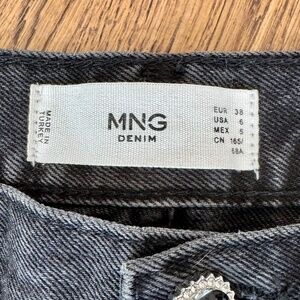 MADE IN
TURKEY
MNG
DENIM
EUR 38
USA 6
MEX 5
CN 165/
68A